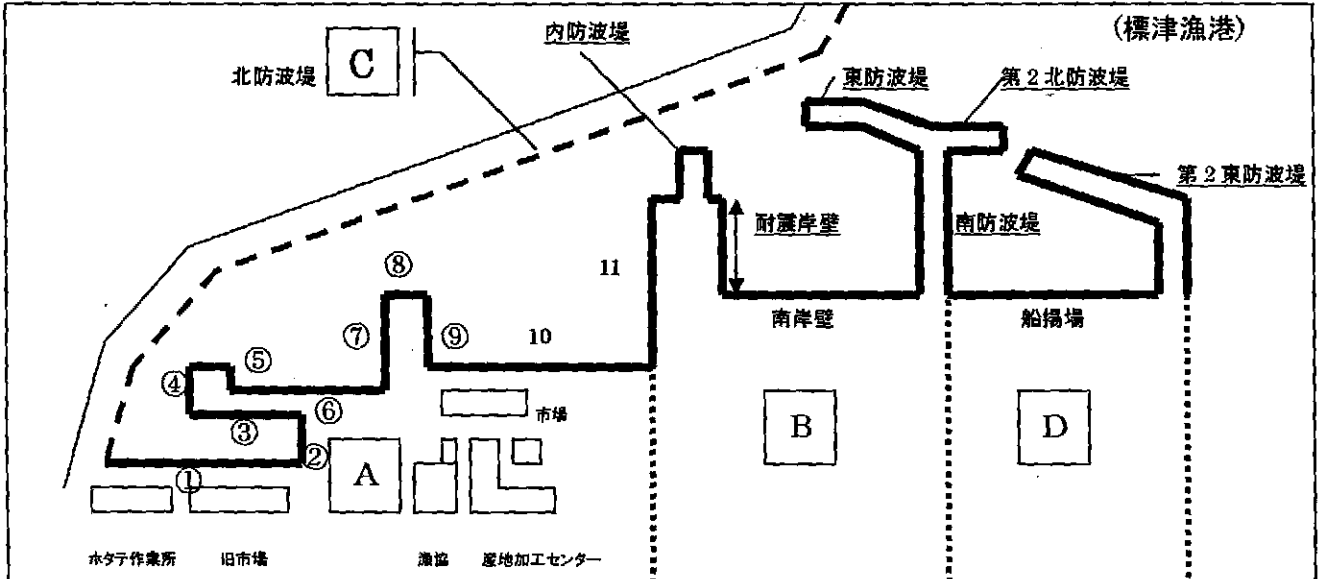 (標津漁港)
内防波堤
北防波堤
C
東防波堤
第2北防波堤
第2東防波堤
耐震岸壁
南防波堤
⑧
11
南岸壁
船揚場
⑦
⑨
10
⑤
④
⑥
市場
③
②
①
A
B
D
ホタテ作業所
旧市場
漁協
産地加工センター